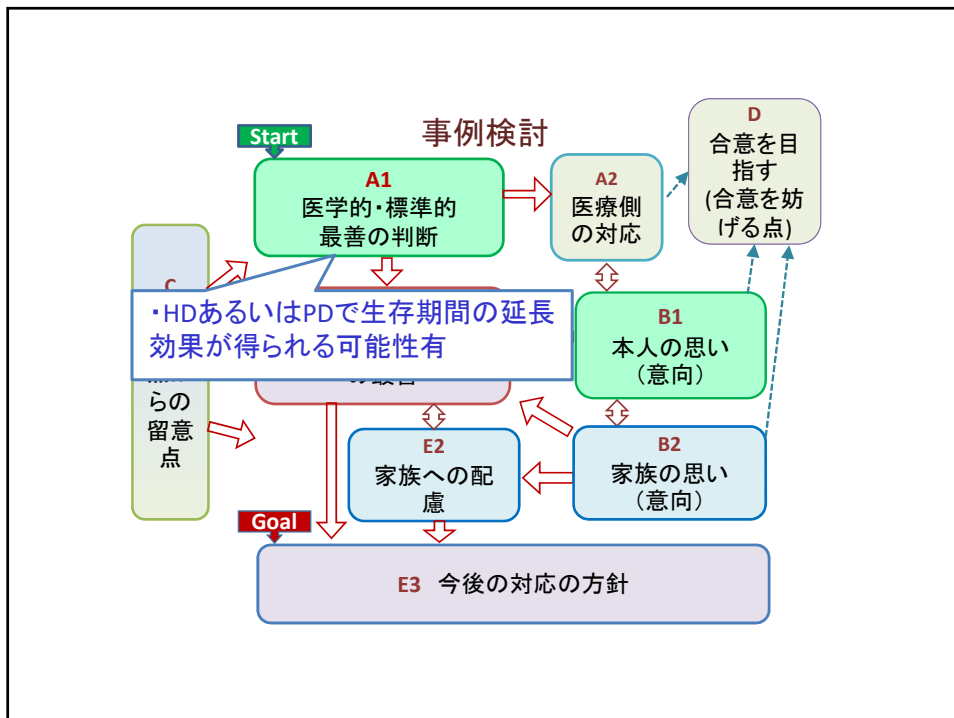 事例検討
Start
A1
医学的・標準的
最善の判断
A2
医療側
の対応
D
合意を目
指す
(合意を妨
げる点)
C
らの
留意
点
・HDあるいはPDで生存期間の延長
効果が得られる可能性有
の最善
B1
本人の思い
（意向）
E2
家族への配
慮
B2
家族の思い
（意向）
Goal
E3 今後の対応の方針